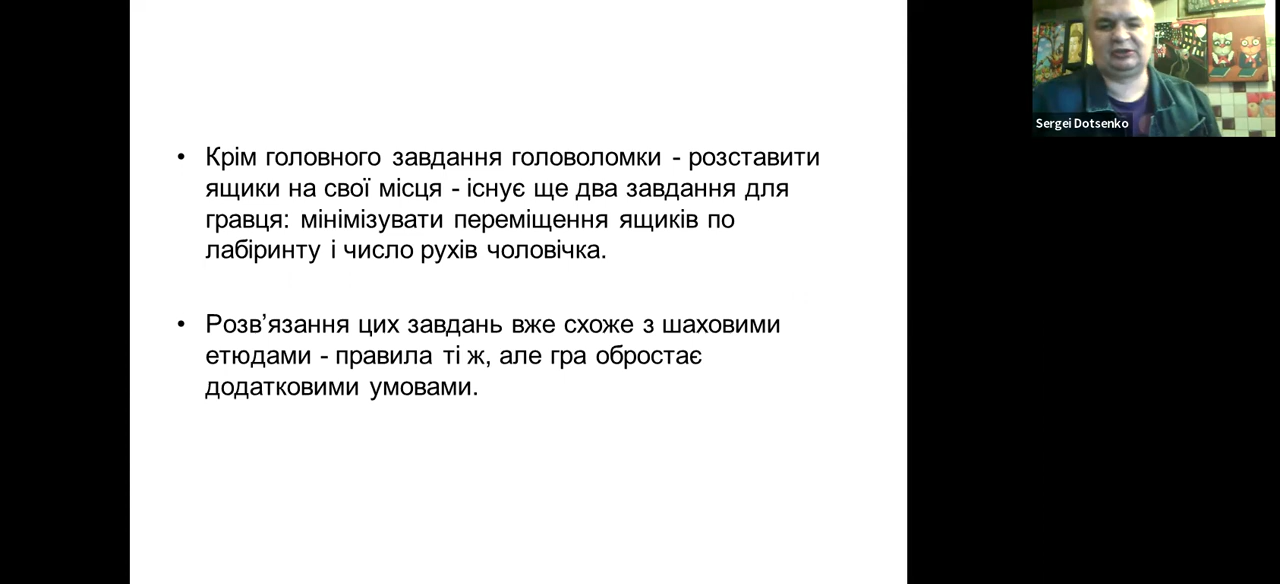 • Крім головного завдання головоломки - розставити
ящики на свої місця - існує ще два завдання для
гравця: мінімізувати переміщення ящиків по
лабіринту і число рухів чоловічка.
• Розв’язання цих завдань вже схоже з шаховими
етюдами - правила ті ж, але гра обростає
додатковими умовами.
Sergei Dotsenko